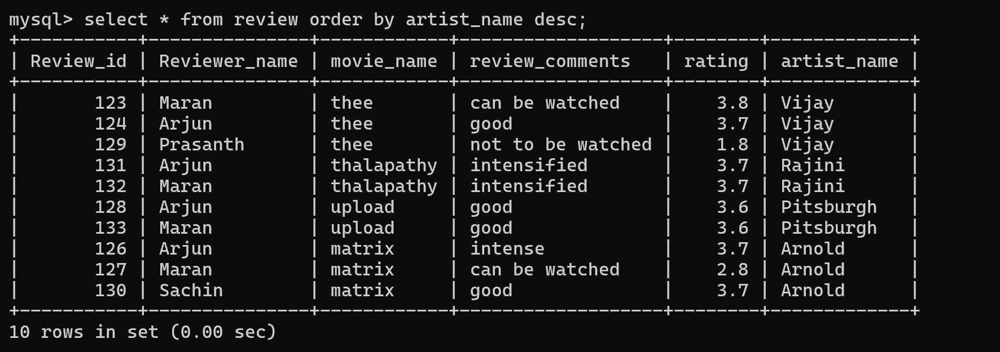 mysql> select * from review order by artist_name desc;
+-----------+---------------+------------+-------------------+--------+-------------+
| Review_id | Reviewer_name | movie_name | review_comments   | rating | artist_name |
+-----------+---------------+------------+-------------------+--------+-------------+
|       123 | Maran         | thee       | can be watched    |    3.8 | Vijay       |
|       124 | Arjun         | thee       | good              |    3.7 | Vijay       |
|       129 | Prasanth      | thee       | not to be watched |    1.8 | Vijay       |
|       131 | Arjun         | thalapathy | intensified       |    3.7 | Rajini      |
|       132 | Maran         | thalapathy | intensified       |    3.7 | Rajini      |
|       128 | Arjun         | upload     | good              |    3.6 | Pitsburgh   |
|       133 | Maran         | upload     | good              |    3.6 | Pitsburgh   |
|       126 | Arjun         | matrix     | intense           |    3.7 | Arnold      |
|       127 | Maran         | matrix     | can be watched    |    2.8 | Arnold      |
|       130 | Sachin        | matrix     | good              |    3.7 | Arnold      |
+-----------+---------------+------------+-------------------+--------+-------------+
10 rows in set (0.00 sec)